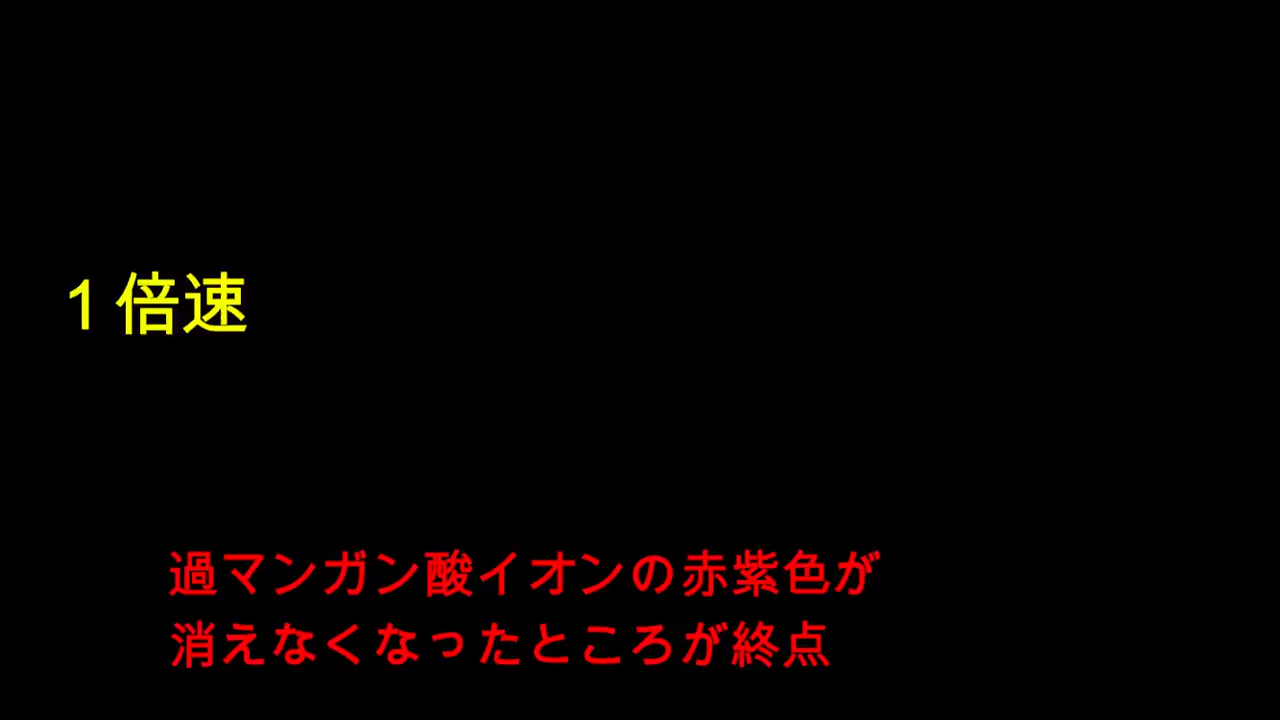 1倍速
過マンガン酸イオンの赤紫色が
消えなくなったところが終点